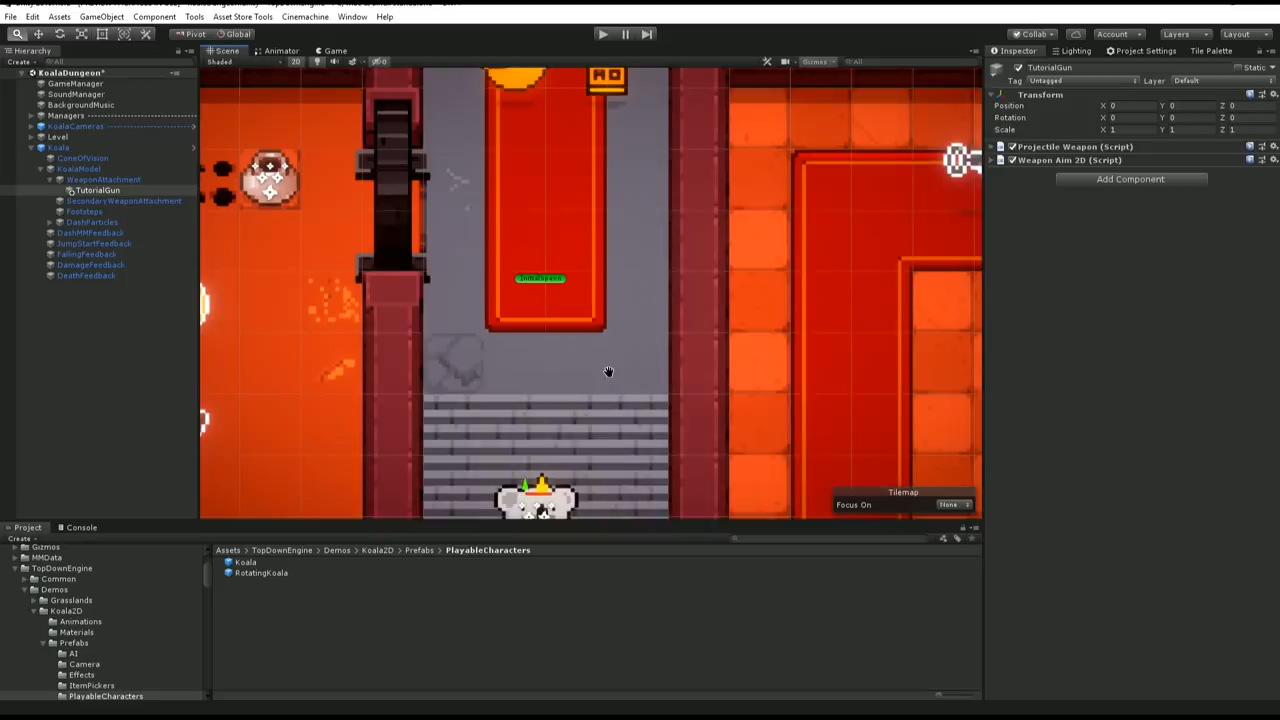 File Edit Assets GameObject Component Tools Asset Store Tools Cinemachine Window Help
Pivot Global
Collab Account Layers Layout
Hierarchy
Scene Animator Game
Inspector Lighting Project Settings Tile Palette
Create All
Shaded 2D Gizmos All
KoalaDungeon*
GameManager
SoundManager
BackgroundMusic
Managers
KoalaCameras
Level
Koala
ConeOfVision
KoalaModel
WeaponAttachment
TutorialGun
SecondaryWeaponAttachment
Footsteps
DashParticles
DashMMFeedback
JumpStartFeedback
FallingFeedback
DamageFeedback
DeathFeedback
InitialSpawn
Tilemap
Focus On None
TutorialGun Static
Tag Untagged Layer Default
Transform
Position X 0 Y 0 Z 0
Rotation X 0 Y 0 Z 0
Scale X 1 Y 1 Z 1
Projectile Weapon (Script)
Weapon Aim 2D (Script)
Add Component
Project Console
Create
Gizmos
MMData
TopDownEngine
Common
Demos
Grasslands
Koala2D
Animations
Materials
Prefabs
AI
Camera
Effects
ItemPickers
PlayableCharacters
Assets TopDownEngine Demos Koala2D Prefabs PlayableCharacters
Koala
RotatingKoala